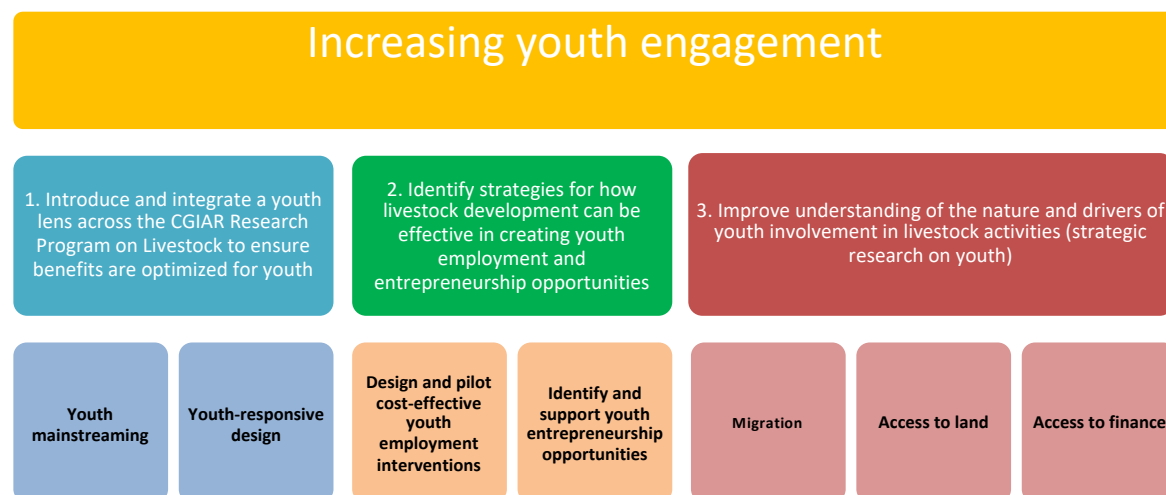 Increasing youth engagement
1. Introduce and integrate a youth
lens across the CGIAR Research
Program on Livestock to ensure
benefits are optimized for youth
2. Identify strategies for how
livestock development can be
effective in creating youth
employment and
entrepreneurship opportunities
3. Improve understanding of the nature and drivers of
youth involvement in livestock activities (strategic
research on youth)
Youth
mainstreaming
Youth-responsive
design
Design and pilot
cost-effective
youth
employment
interventions
Identify and
support youth
entrepreneurship
opportunities
Migration
Access to land
Access to finance